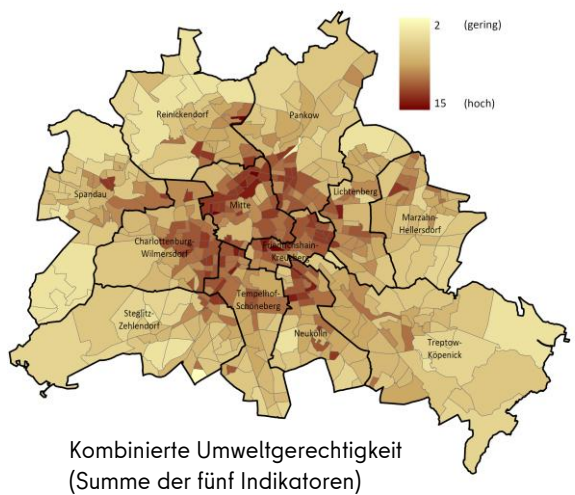 2 (gering)
15 (hoch)
Reinickendorf
Pankow
Spandau
Mitte
Lichtenberg
Marzahn-
Hellersdorf
Charlottenburg-
Wilmersdorf
Friedrichshain-
Kreuzberg
Tempelhof-
Schöneberg
Steglitz-
Zehlendorf
Neukölln
Treptow-
Köpenick
Kombinierte Umweltgerechtigkeit
(Summe der fünf Indikatoren)